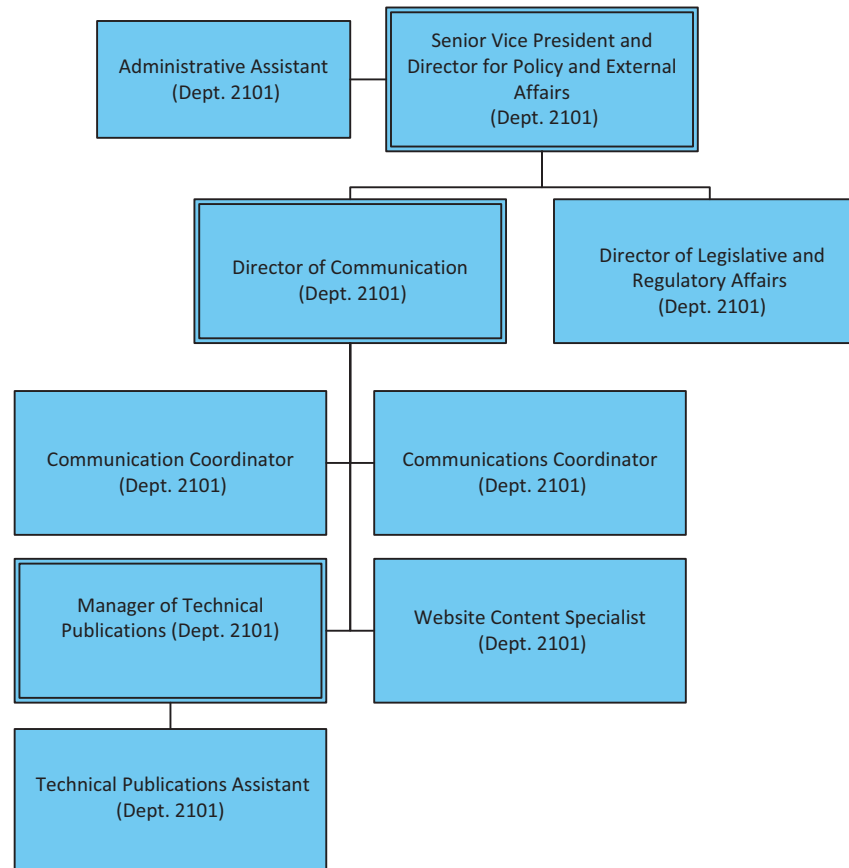 Administrative Assistant
(Dept. 2101)
Senior Vice President and
Director for Policy and External
Affairs
(Dept. 2101)
Director of Communication
(Dept. 2101)
Director of Legislative and
Regulatory Affairs
(Dept. 2101)
Communication Coordinator
(Dept. 2101)
Communications Coordinator
(Dept. 2101)
Manager of Technical
Publications (Dept. 2101)
Website Content Specialist
(Dept. 2101)
Technical Publications Assistant
(Dept. 2101)